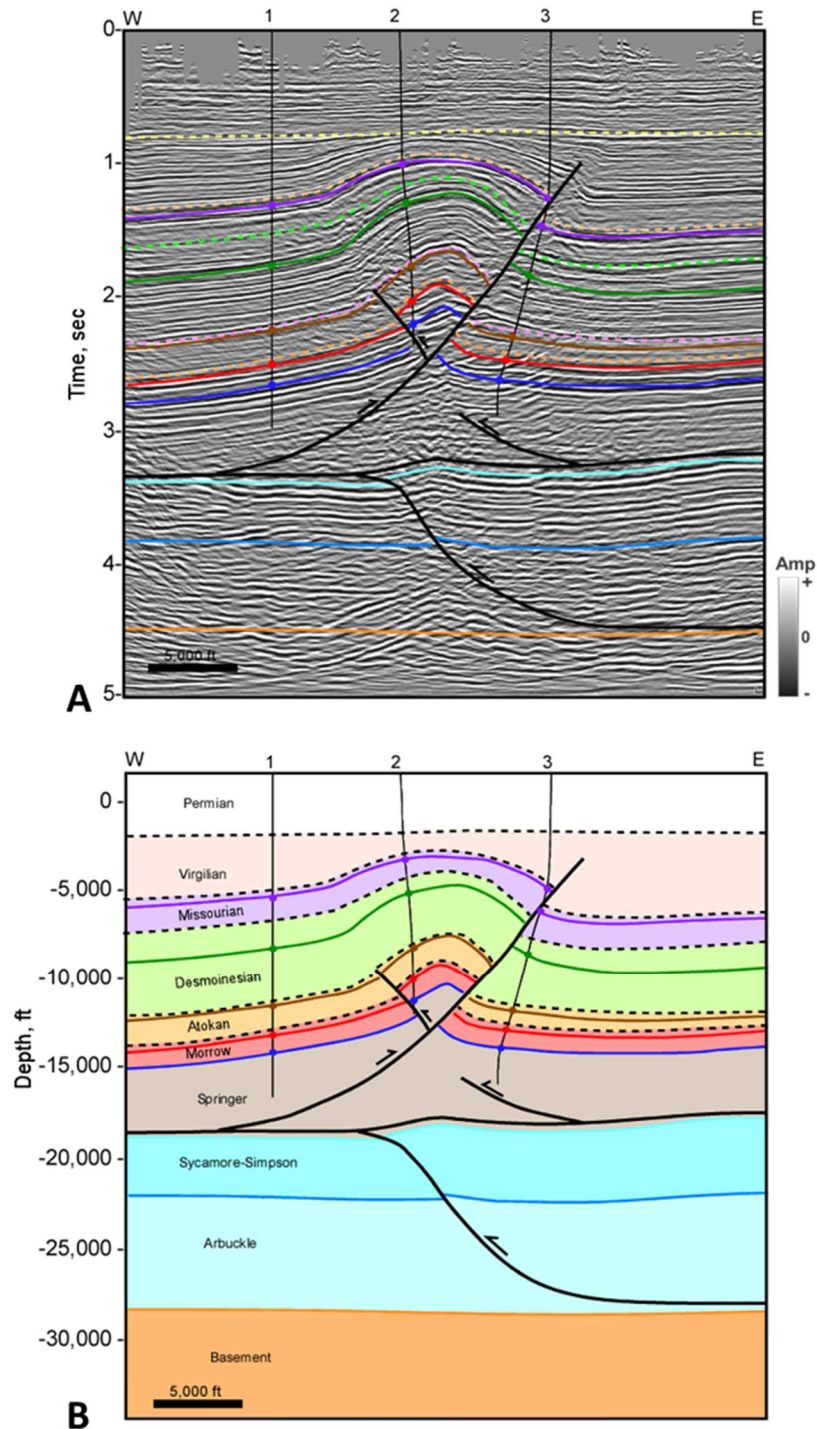 W 1 2 3 E
0-
1-
2-
3-
4-
5-
Time, sec
5,000 ft
Amp
+
0
-
A
W 1 2 3 E
0 -
-5,000 -
-10,000 -
-15,000 -
-20,000 -
-25,000 -
-30,000 -
Depth, ft
Permian
Virgilian
Missourian
Desmoinesian
Atokan
Morrow
Springer
Sycamore-Simpson
Arbuckle
Basement
5,000 ft
B